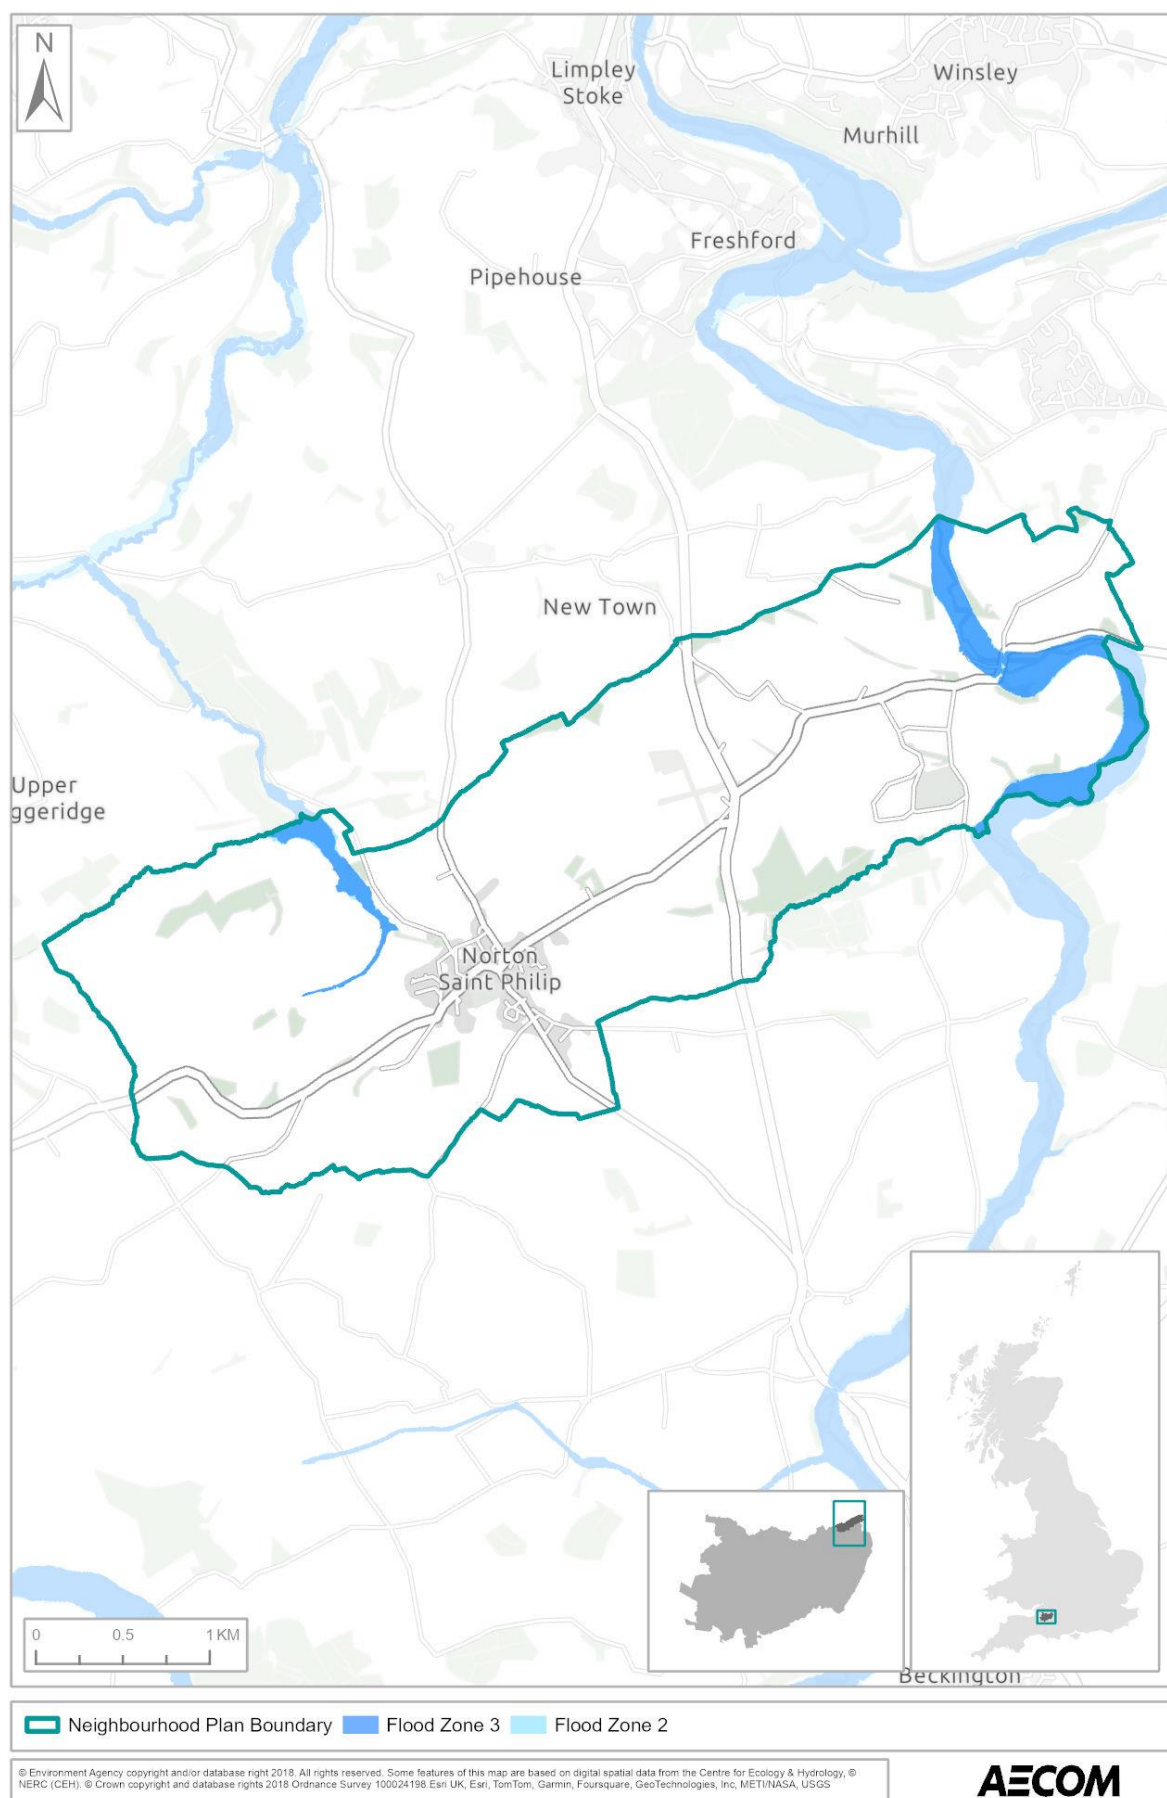 N
Limpley
Stoke
Winsley
Murhill
Freshford
Pipehouse
New Town
Upper
ggeridge
Norton
Saint Philip
Beckington
0 0.5 1 KM
Neighbourhood Plan Boundary Flood Zone 3 Flood Zone 2
© Environment Agency copyright and/or database right 2018. All rights reserved. Some features of this map are based on digital spatial data from the Centre for Ecology & Hydrology, ©
NERC (CEH). © Crown copyright and database rights 2018 Ordnance Survey 100024198.Esri UK, Esri, TomTom, Garmin, Foursquare, GeoTechnologies, Inc, METI/NASA, USGS
AECOM